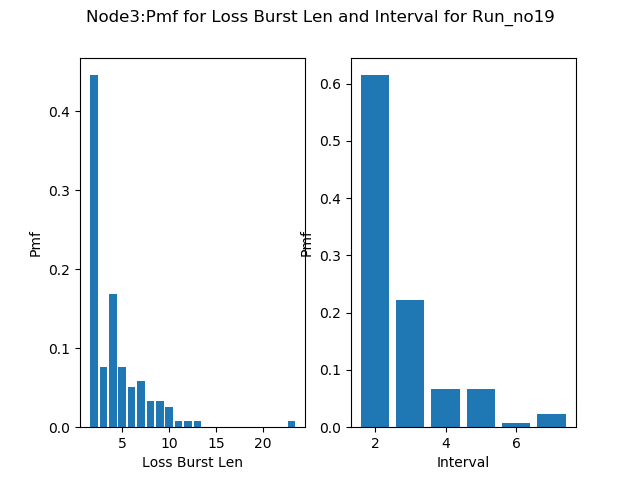 Node3:Pmf for Loss Burst Len and Interval for Run_no19
Pmf
0.4
0.3
0.2
0.1
0.0
5 10 15 20
Loss Burst Len
Pmf
0.6
0.5
0.4
0.3
0.2
0.1
0.0
2 4 6
Interval